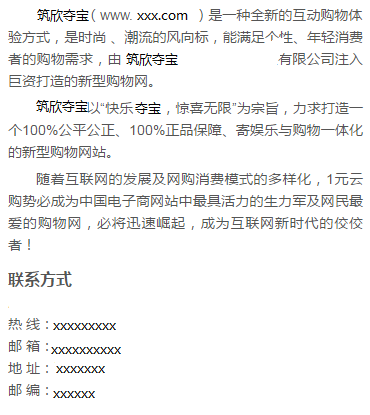 筑欣夺宝( www. xxx.com ) 是一种全新的互动购物体
验方式，是时尚、潮流的风向标，能满足个性、年轻消费
者的购物需求，由 筑欣夺宝 有限公司注入
巨资打造的新型购物网。
筑欣夺宝以“快乐夺宝，惊喜无限”为宗旨，力求打造一
个100%公平公正、100%正品保障、寄娱乐与购物一体化
的新型购物网站。
随着互联网的发展及网购消费模式的多样化，1元云
购势必成为中国电子商网站中最具活力的生力军及网民最
爱的购物网，必将迅速崛起，成为互联网新时代的佼佼
者！
联系方式
热 线：xxxxxxxxx
邮 箱：xxxxxxxxxx
地 址： xxxxxxx
邮 编：xxxxxx